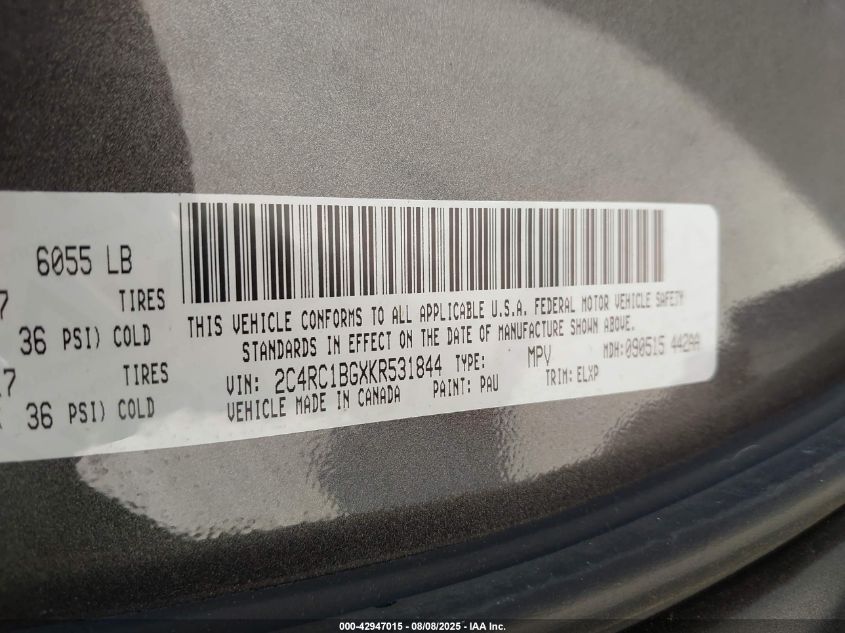 6055 LB
7 TIRES
36 PSI) COLD
17
36 PSI) COLD
THIS VEHICLE CONFORMS TO ALL APPLICABLE U.S.A. FEDERAL MOTOR VEHICLE SAFETY
STANDARDS IN EFFECT ON THE DATE OF MANUFACTURE SHOWN ABOVE.
VIN: 2C4RC1BGXKR531844 TYPE: MPV MDH: 090515 442AA
VEHICLE MADE IN CANADA PAINT: PAU TRIM: ELXP
000-42947015 - 08/08/2025 - IAA Inc.